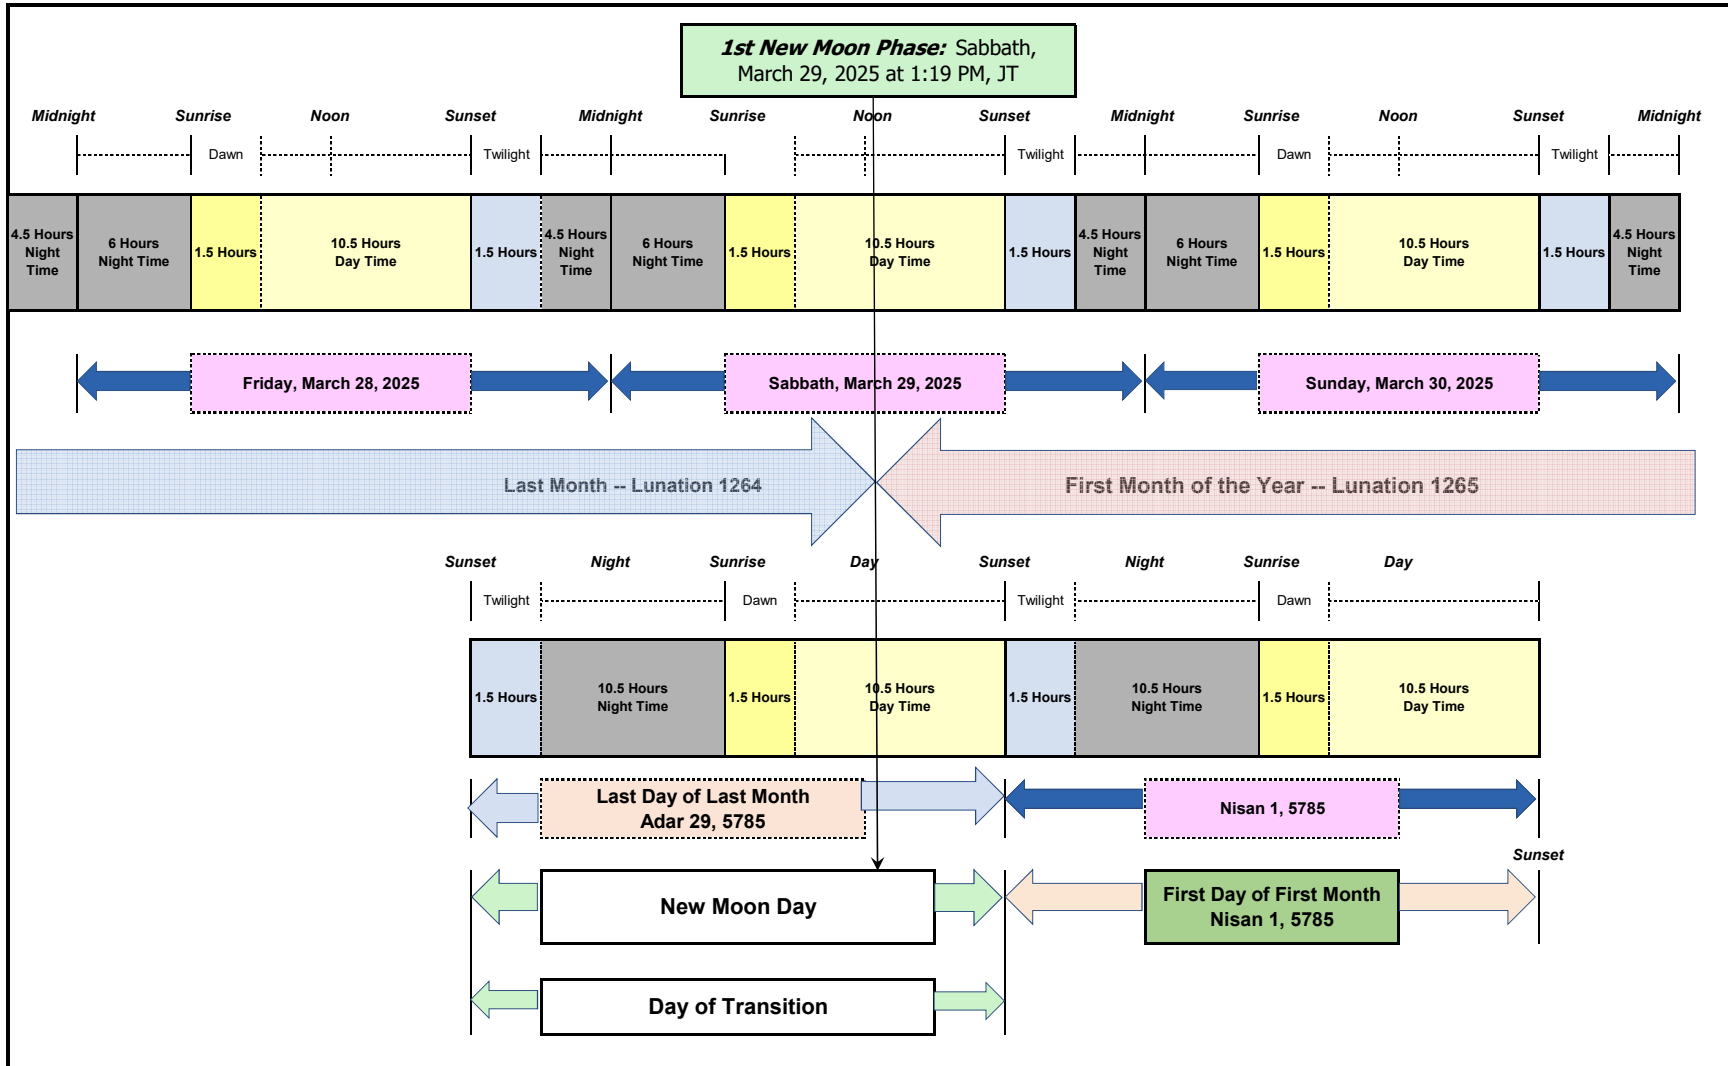 1st New Moon Phase: Sabbath,
March 29, 2025 at 1:19 PM, JT
Midnight Sunrise Noon Sunset Midnight Sunrise Noon Sunset Midnight Sunrise Noon Sunset Midnight
Dawn Twilight Twilight Dawn Twilight
4.5 Hours
Night
Time
6 Hours
Night Time
1.5 Hours
10.5 Hours
Day Time
1.5 Hours
4.5 Hours
Night
Time
6 Hours
Night Time
1.5 Hours
10.5 Hours
Day Time
1.5 Hours
4.5 Hours
Night
Time
6 Hours
Night Time
1.5 Hours
10.5 Hours
Day Time
1.5 Hours
4.5 Hours
Night
Time
Friday, March 28, 2025
Sabbath, March 29, 2025
Sunday, March 30, 2025
Last Month -- Lunation 1264
First Month of the Year -- Lunation 1265
Sunset Night Sunrise Day Sunset Night Sunrise Day
Twilight Dawn Twilight Dawn
1.5 Hours
10.5 Hours
Night Time
1.5 Hours
10.5 Hours
Day Time
1.5 Hours
10.5 Hours
Night Time
1.5 Hours
10.5 Hours
Day Time
Last Day of Last Month
Adar 29, 5785
Nisan 1, 5785
Sunset
New Moon Day
First Day of First Month
Nisan 1, 5785
Day of Transition